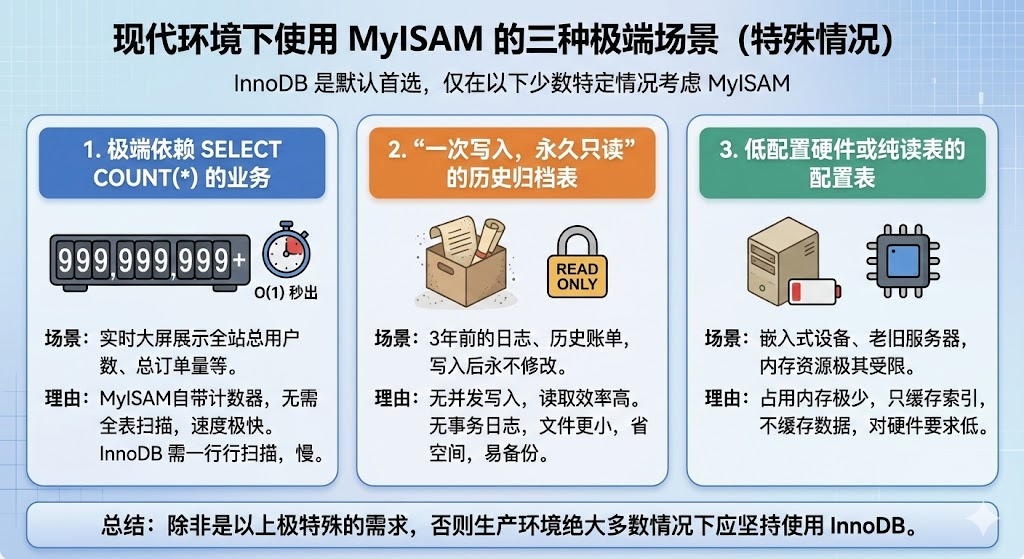 现代环境下使用 MyISAM 的三种极端场景（特殊情况）
InnoDB 是默认首选，仅在以下少数特定情况考虑 MyISAM
1. 极端依赖 SELECT
COUNT(*) 的业务
999,999,999+
O(1) 秒出
场景：实时大屏展示全站总用户
数、总订单量等。
理由：MyISAM自带计数器，无需
全表扫描，速度极快。
InnoDB 需一行行扫描，慢。
2. “一次写入，永久只读”
的历史归档表
READ
ONLY
场景：3年前的日志、历史账单，
写入后永不修改。
理由：无并发写入，读取效率高。
无事务日志，文件更小，省
空间，易备份。
3. 低配置硬件或纯读表的
配置表
场景：嵌入式设备、老旧服务器，
内存资源极其受限。
理由：占用内存极少，只缓存索引，
不缓存数据，对硬件要求低。
总结：除非是以上极特殊的需求，否则生产环境绝大多数情况下应坚持使用 InnoDB。